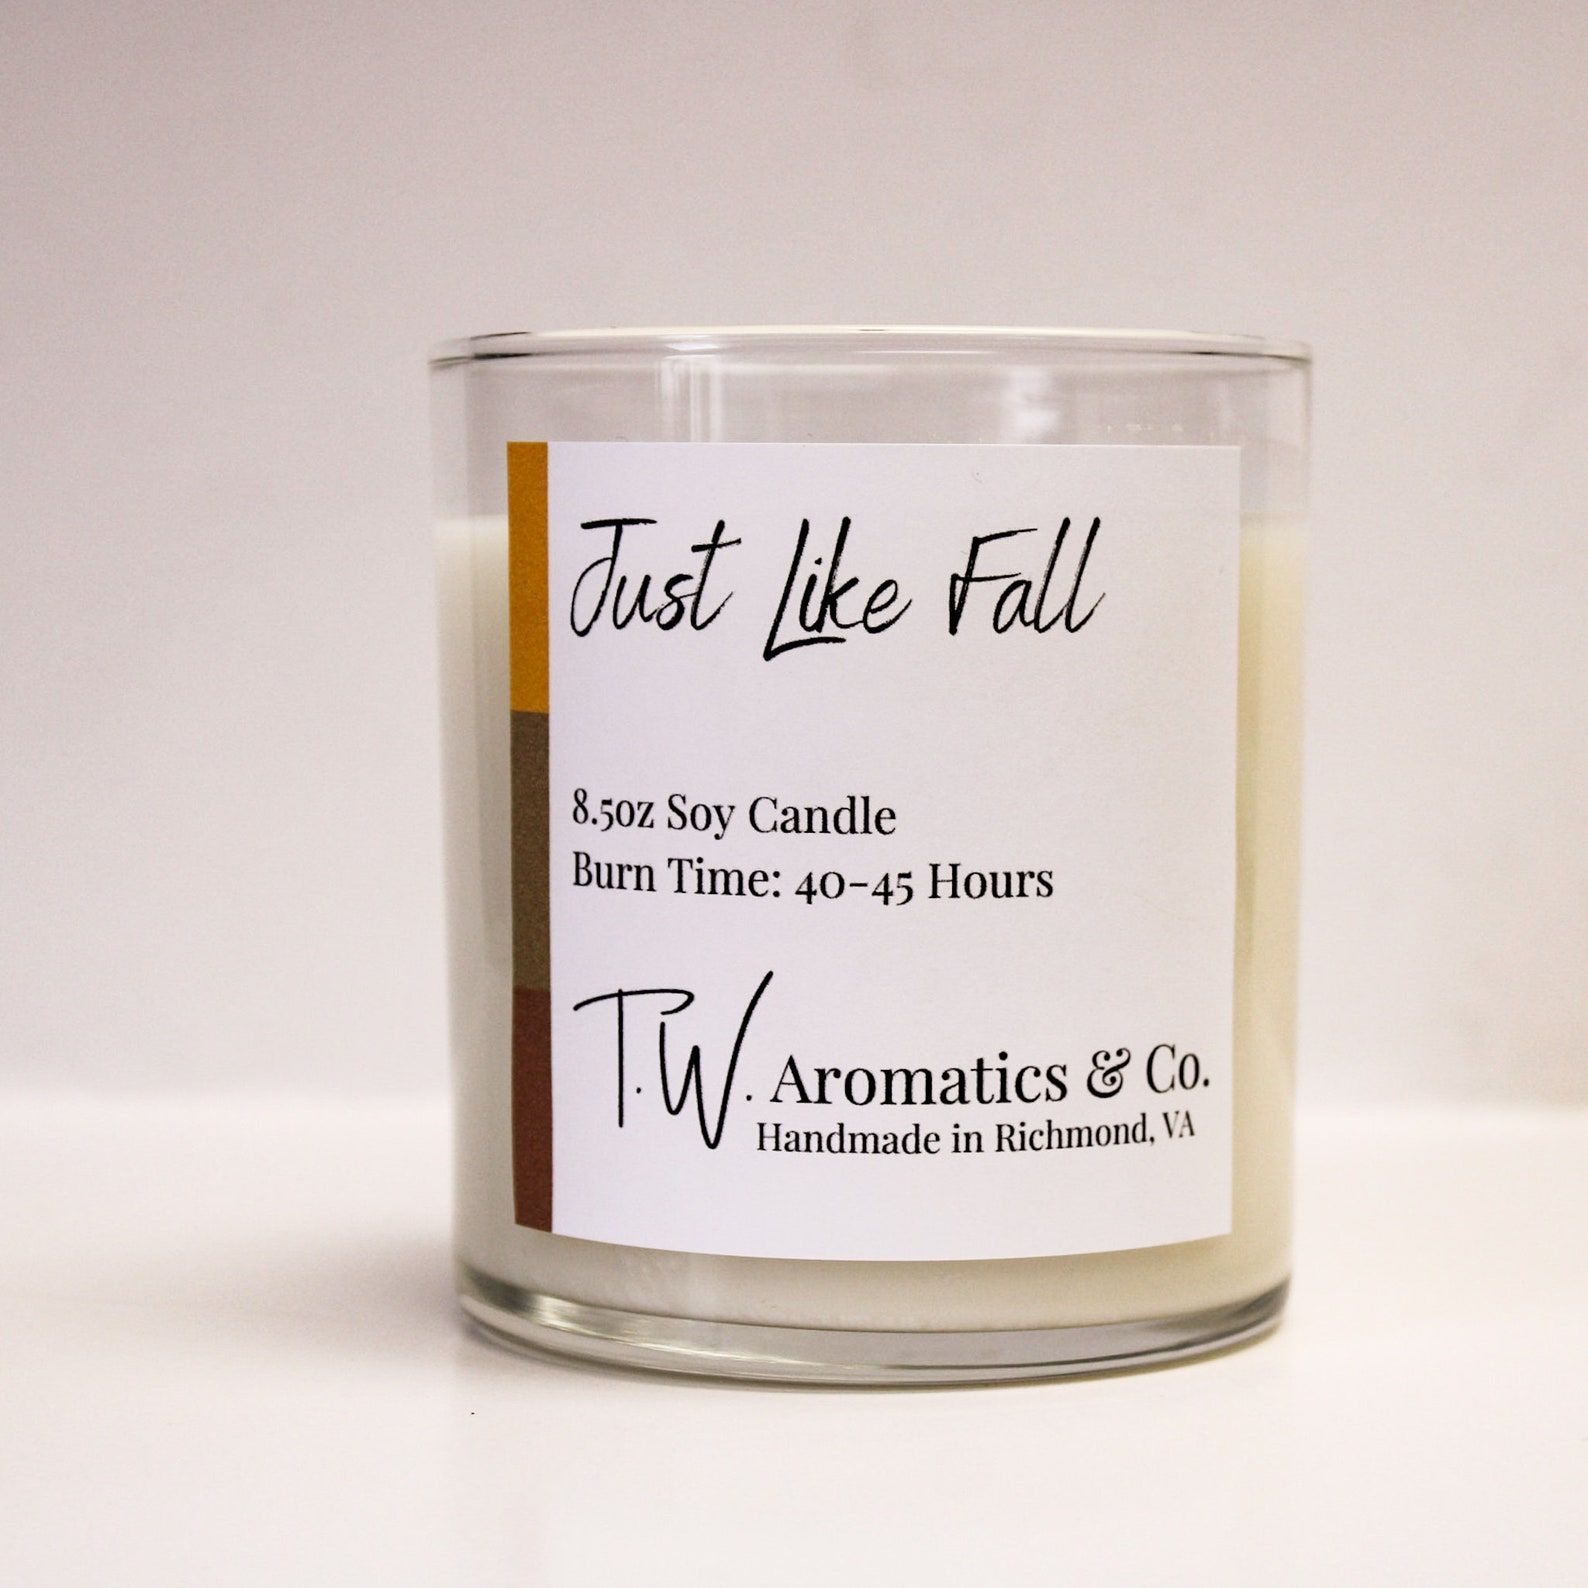 Just Like Fall
8.5oz Soy Candle
Burn Time: 40-45 Hours
T.W. Aromatics & Co.
Handmade in Richmond, VA